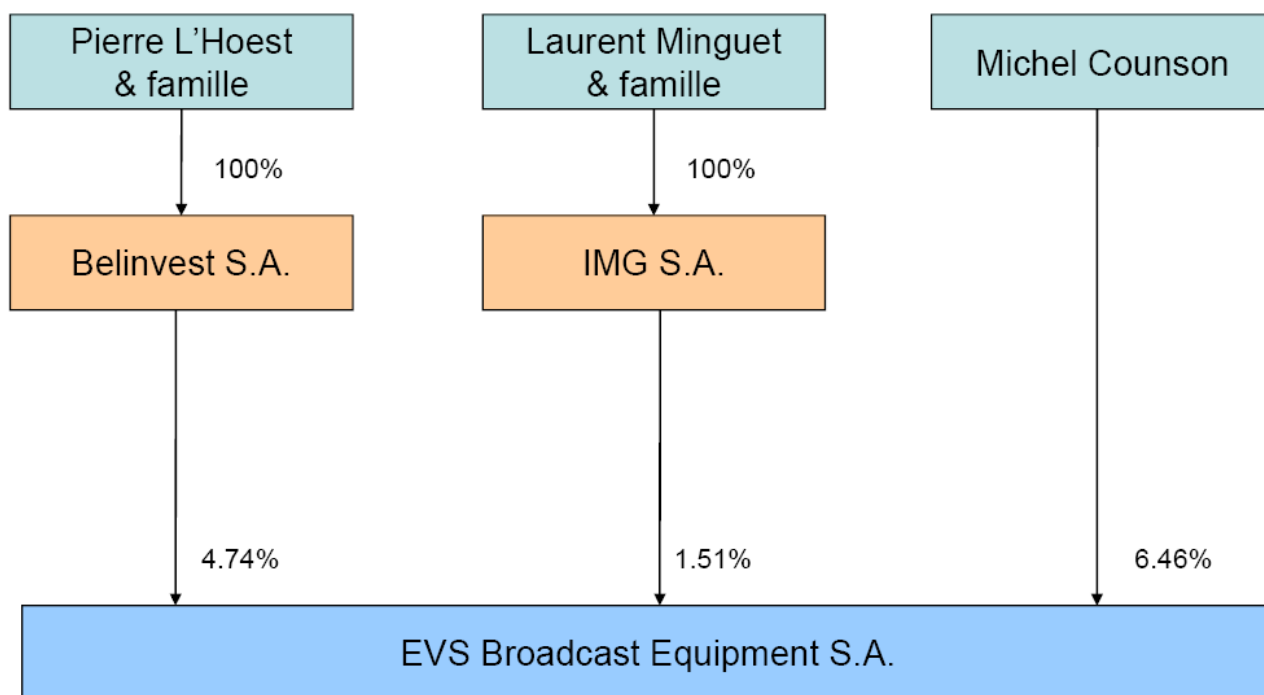 Pierre L’Hoest
& famille
Laurent Minguet
& famille
Michel Counson
100%
100%
Belinvest S.A.
IMG S.A.
4.74%
1.51%
6.46%
EVS Broadcast Equipment S.A.